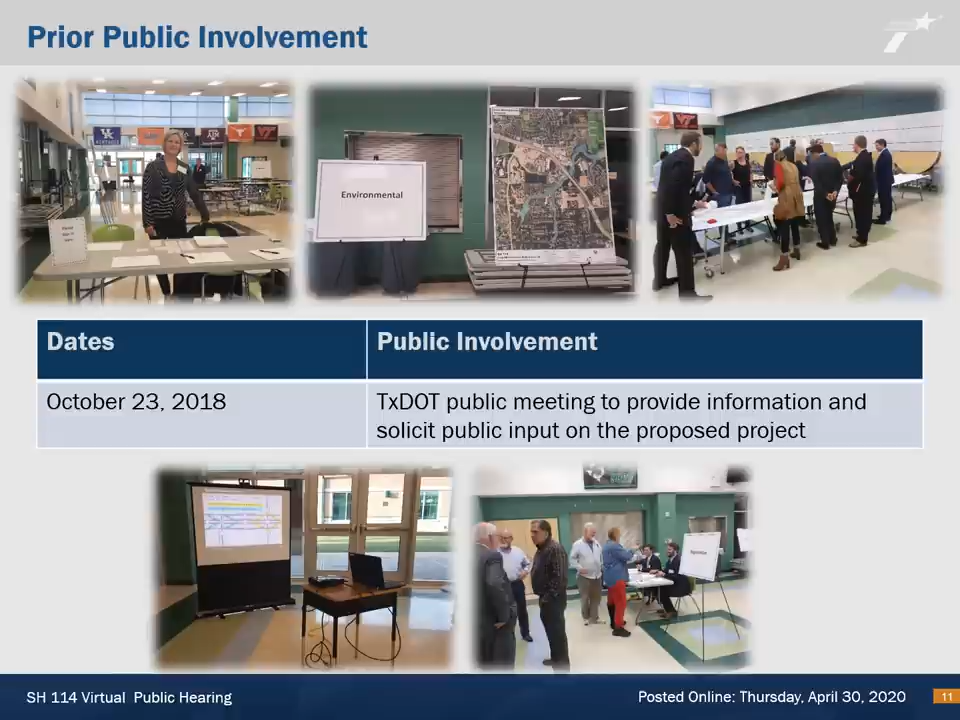 Prior Public Involvement
Environmental
Dates
Public Involvement
October 23, 2018
TxDOT public meeting to provide information and
solicit public input on the proposed project
SH 114 Virtual Public Hearing
Posted Online: Thursday, April 30, 2020
11